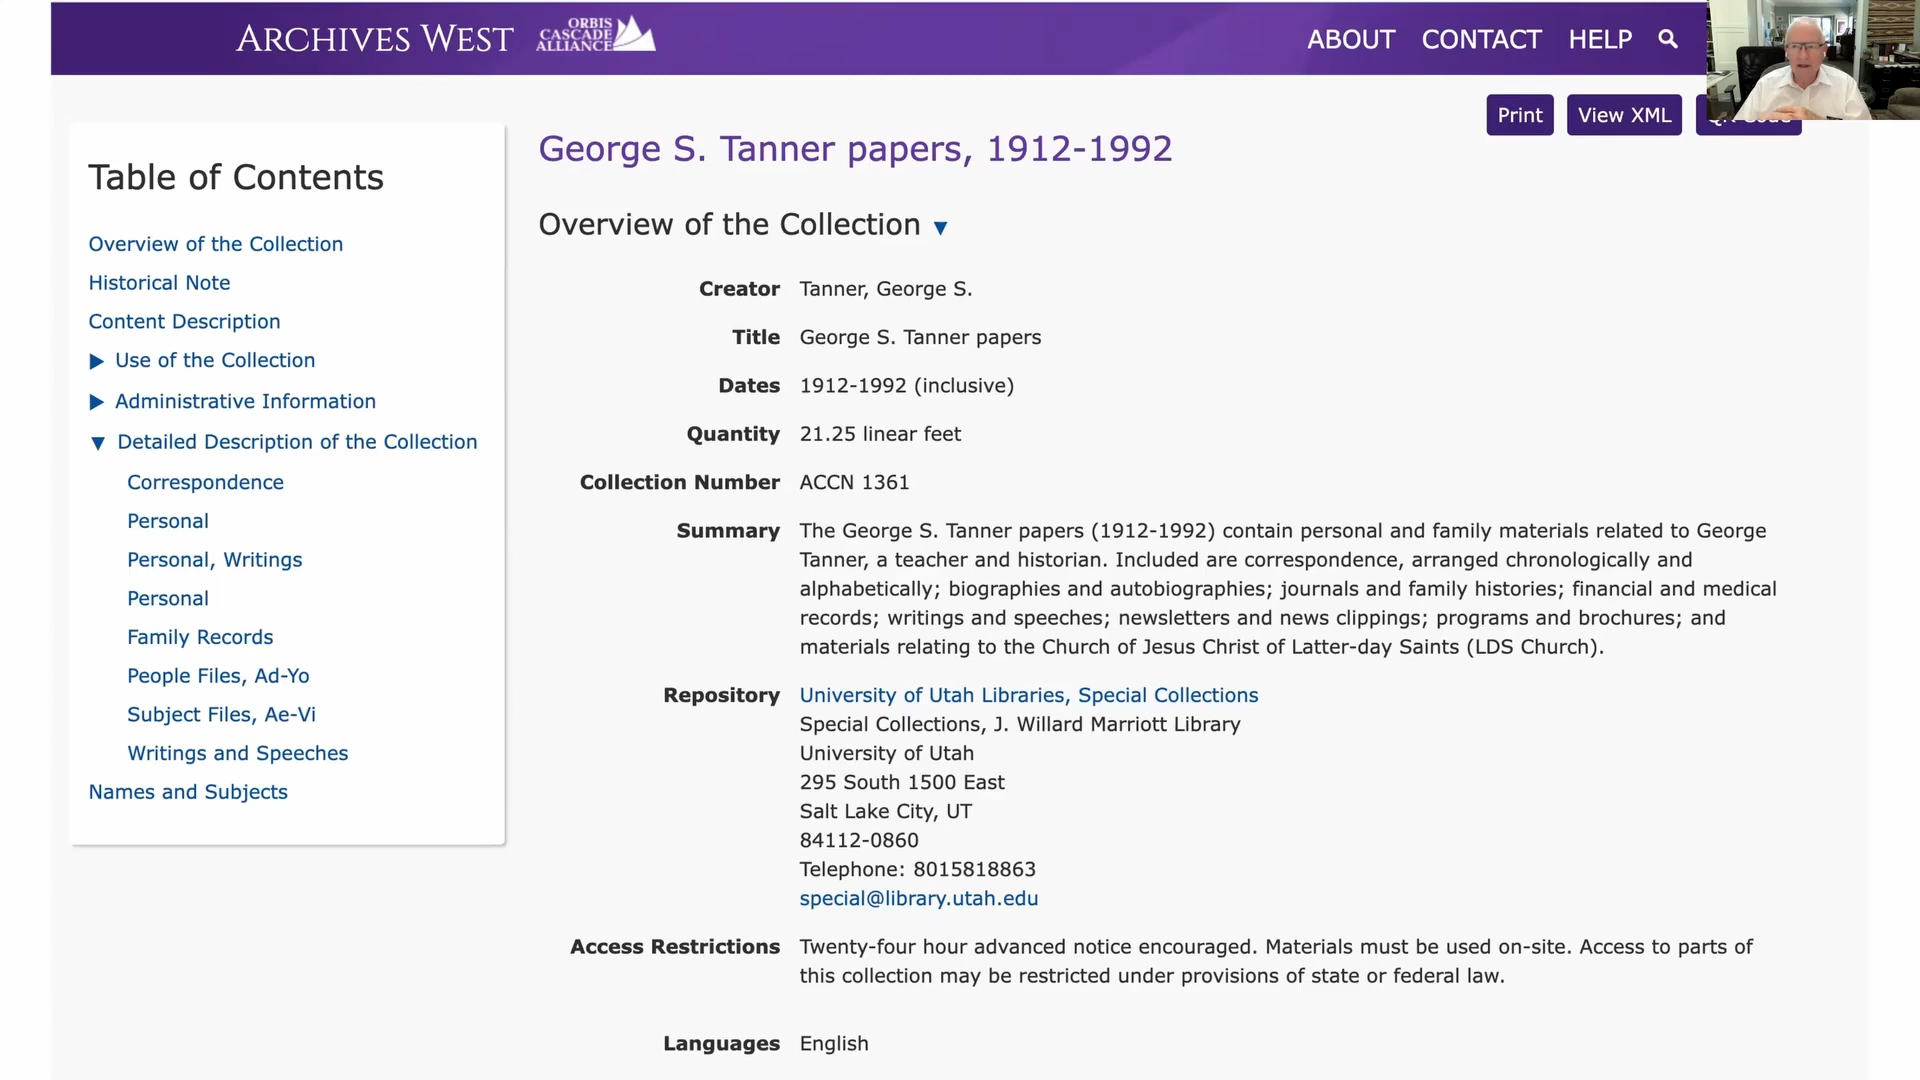 ARCHIVES WEST
ORBIS
CASCADE
ALLIANCE
ABOUT
CONTACT
HELP
Print
View XML
Table of Contents
Overview of the Collection
Historical Note
Content Description
▶ Use of the Collection
▶ Administrative Information
▼ Detailed Description of the Collection
Correspondence
Personal
Personal, Writings
Personal
Family Records
People Files, Ad-Yo
Subject Files, Ae-Vi
Writings and Speeches
Names and Subjects
George S. Tanner papers, 1912-1992
Overview of the Collection ▼
Creator Tanner, George S.
Title George S. Tanner papers
Dates 1912-1992 (inclusive)
Quantity 21.25 linear feet
Collection Number ACCN 1361
Summary The George S. Tanner papers (1912-1992) contain personal and family materials related to George
Tanner, a teacher and historian. Included are correspondence, arranged chronologically and
alphabetically; biographies and autobiographies; journals and family histories; financial and medical
records; writings and speeches; newsletters and news clippings; programs and brochures; and
materials relating to the Church of Jesus Christ of Latter-day Saints (LDS Church).
Repository University of Utah Libraries, Special Collections
Special Collections, J. Willard Marriott Library
University of Utah
295 South 1500 East
Salt Lake City, UT
84112-0860
Telephone: 8015818863
special@library.utah.edu
Access Restrictions Twenty-four hour advanced notice encouraged. Materials must be used on-site. Access to parts of
this collection may be restricted under provisions of state or federal law.
Languages English